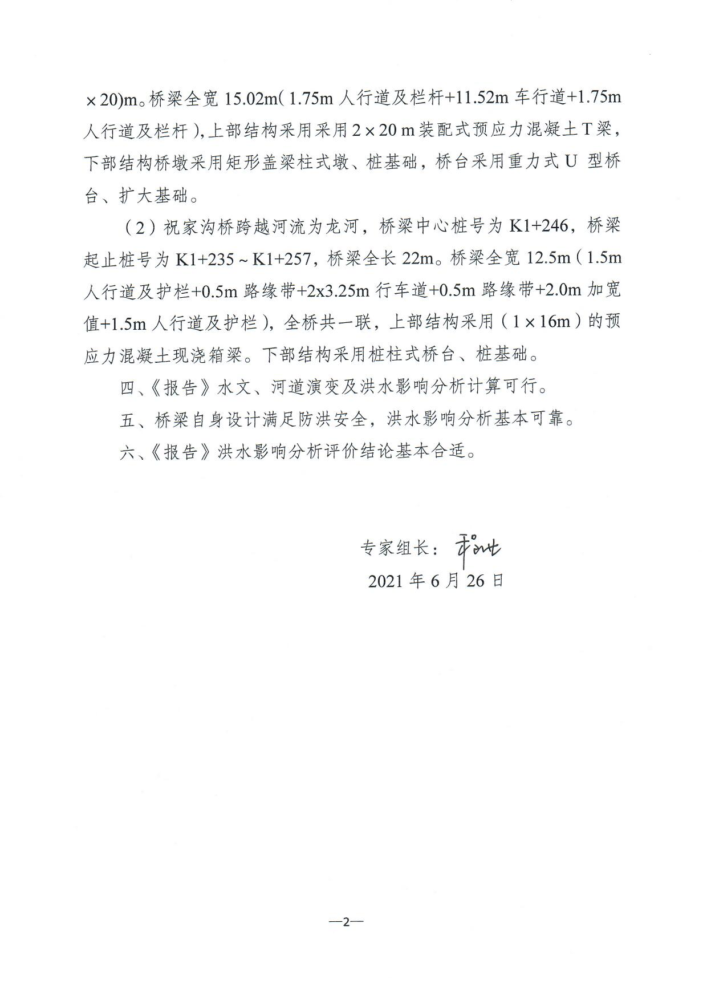 ×20)m。桥梁全宽 15.02m( 1.75m 人行道及栏杆+11.52m 车行道+1.75m
人行道及栏杆 ),上部结构采用采用 2×20 m 装配式预应力混凝土 T 梁，
下部结构桥墩采用矩形盖梁柱式墩、桩基础，桥台采用重力式 U 型桥
台、扩大基础。
（2）祝家沟桥跨越河流为龙河，桥梁中心桩号为 K1+246，桥梁
起止桩号为 K1+235～K1+257，桥梁全长 22m。桥梁全宽 12.5m（1.5m
人行道及护栏+0.5m 路缘带+2x3.25m 行车道+0.5m 路缘带+2.0m 加宽
值+1.5m 人行道及护栏），全桥共一联，上部结构采用（1×16m）的预
应力混凝土现浇箱梁。下部结构采用桩柱式桥台、桩基础。
四、《报告》水文、河道演变及洪水影响分析计算可行。
五、桥梁自身设计满足防洪安全，洪水影响分析基本可靠。
六、《报告》洪水影响分析评价结论基本合适。
专家组长：
2021 年 6 月 26 日
—2—